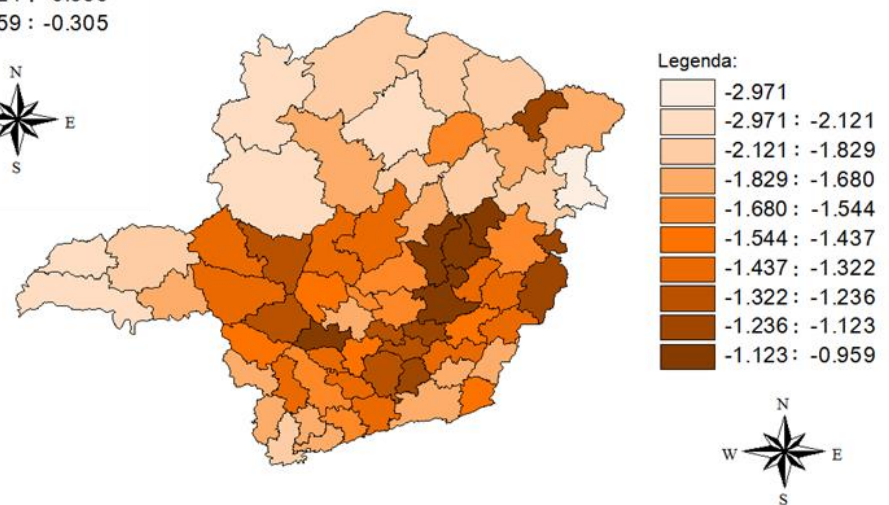 59 : -0.305
N
E
S
Legenda:
-2.971
-2.971 : -2.121
-2.121 : -1.829
-1.829 : -1.680
-1.680 : -1.544
-1.544 : -1.437
-1.437 : -1.322
-1.322 : -1.236
-1.236 : -1.123
-1.123 : -0.959
N
W
E
S